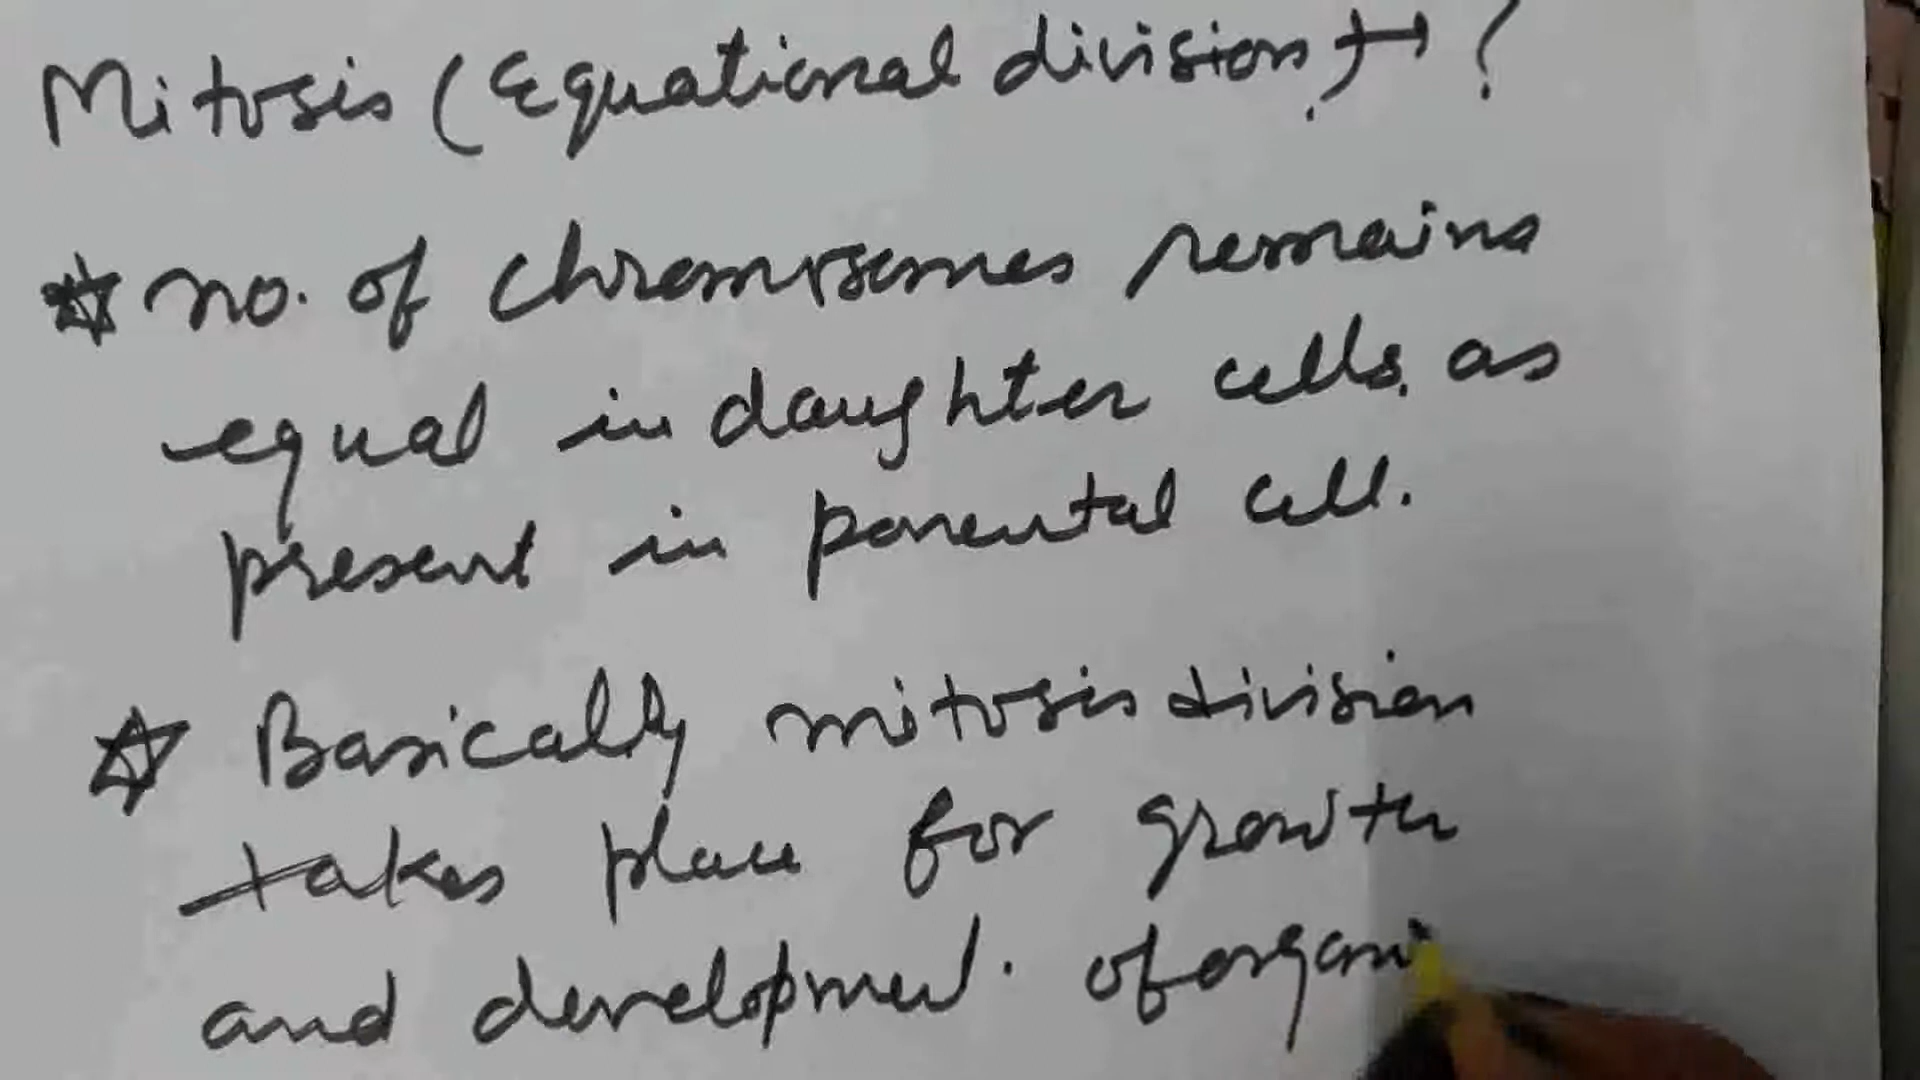 Mitosis (Equational division) → ?
☆ no. of chromosomes remains
equal in daughter cells, as
present in parental cell.
☆ Basically mitosis division
takes place for growth
and development. of organi